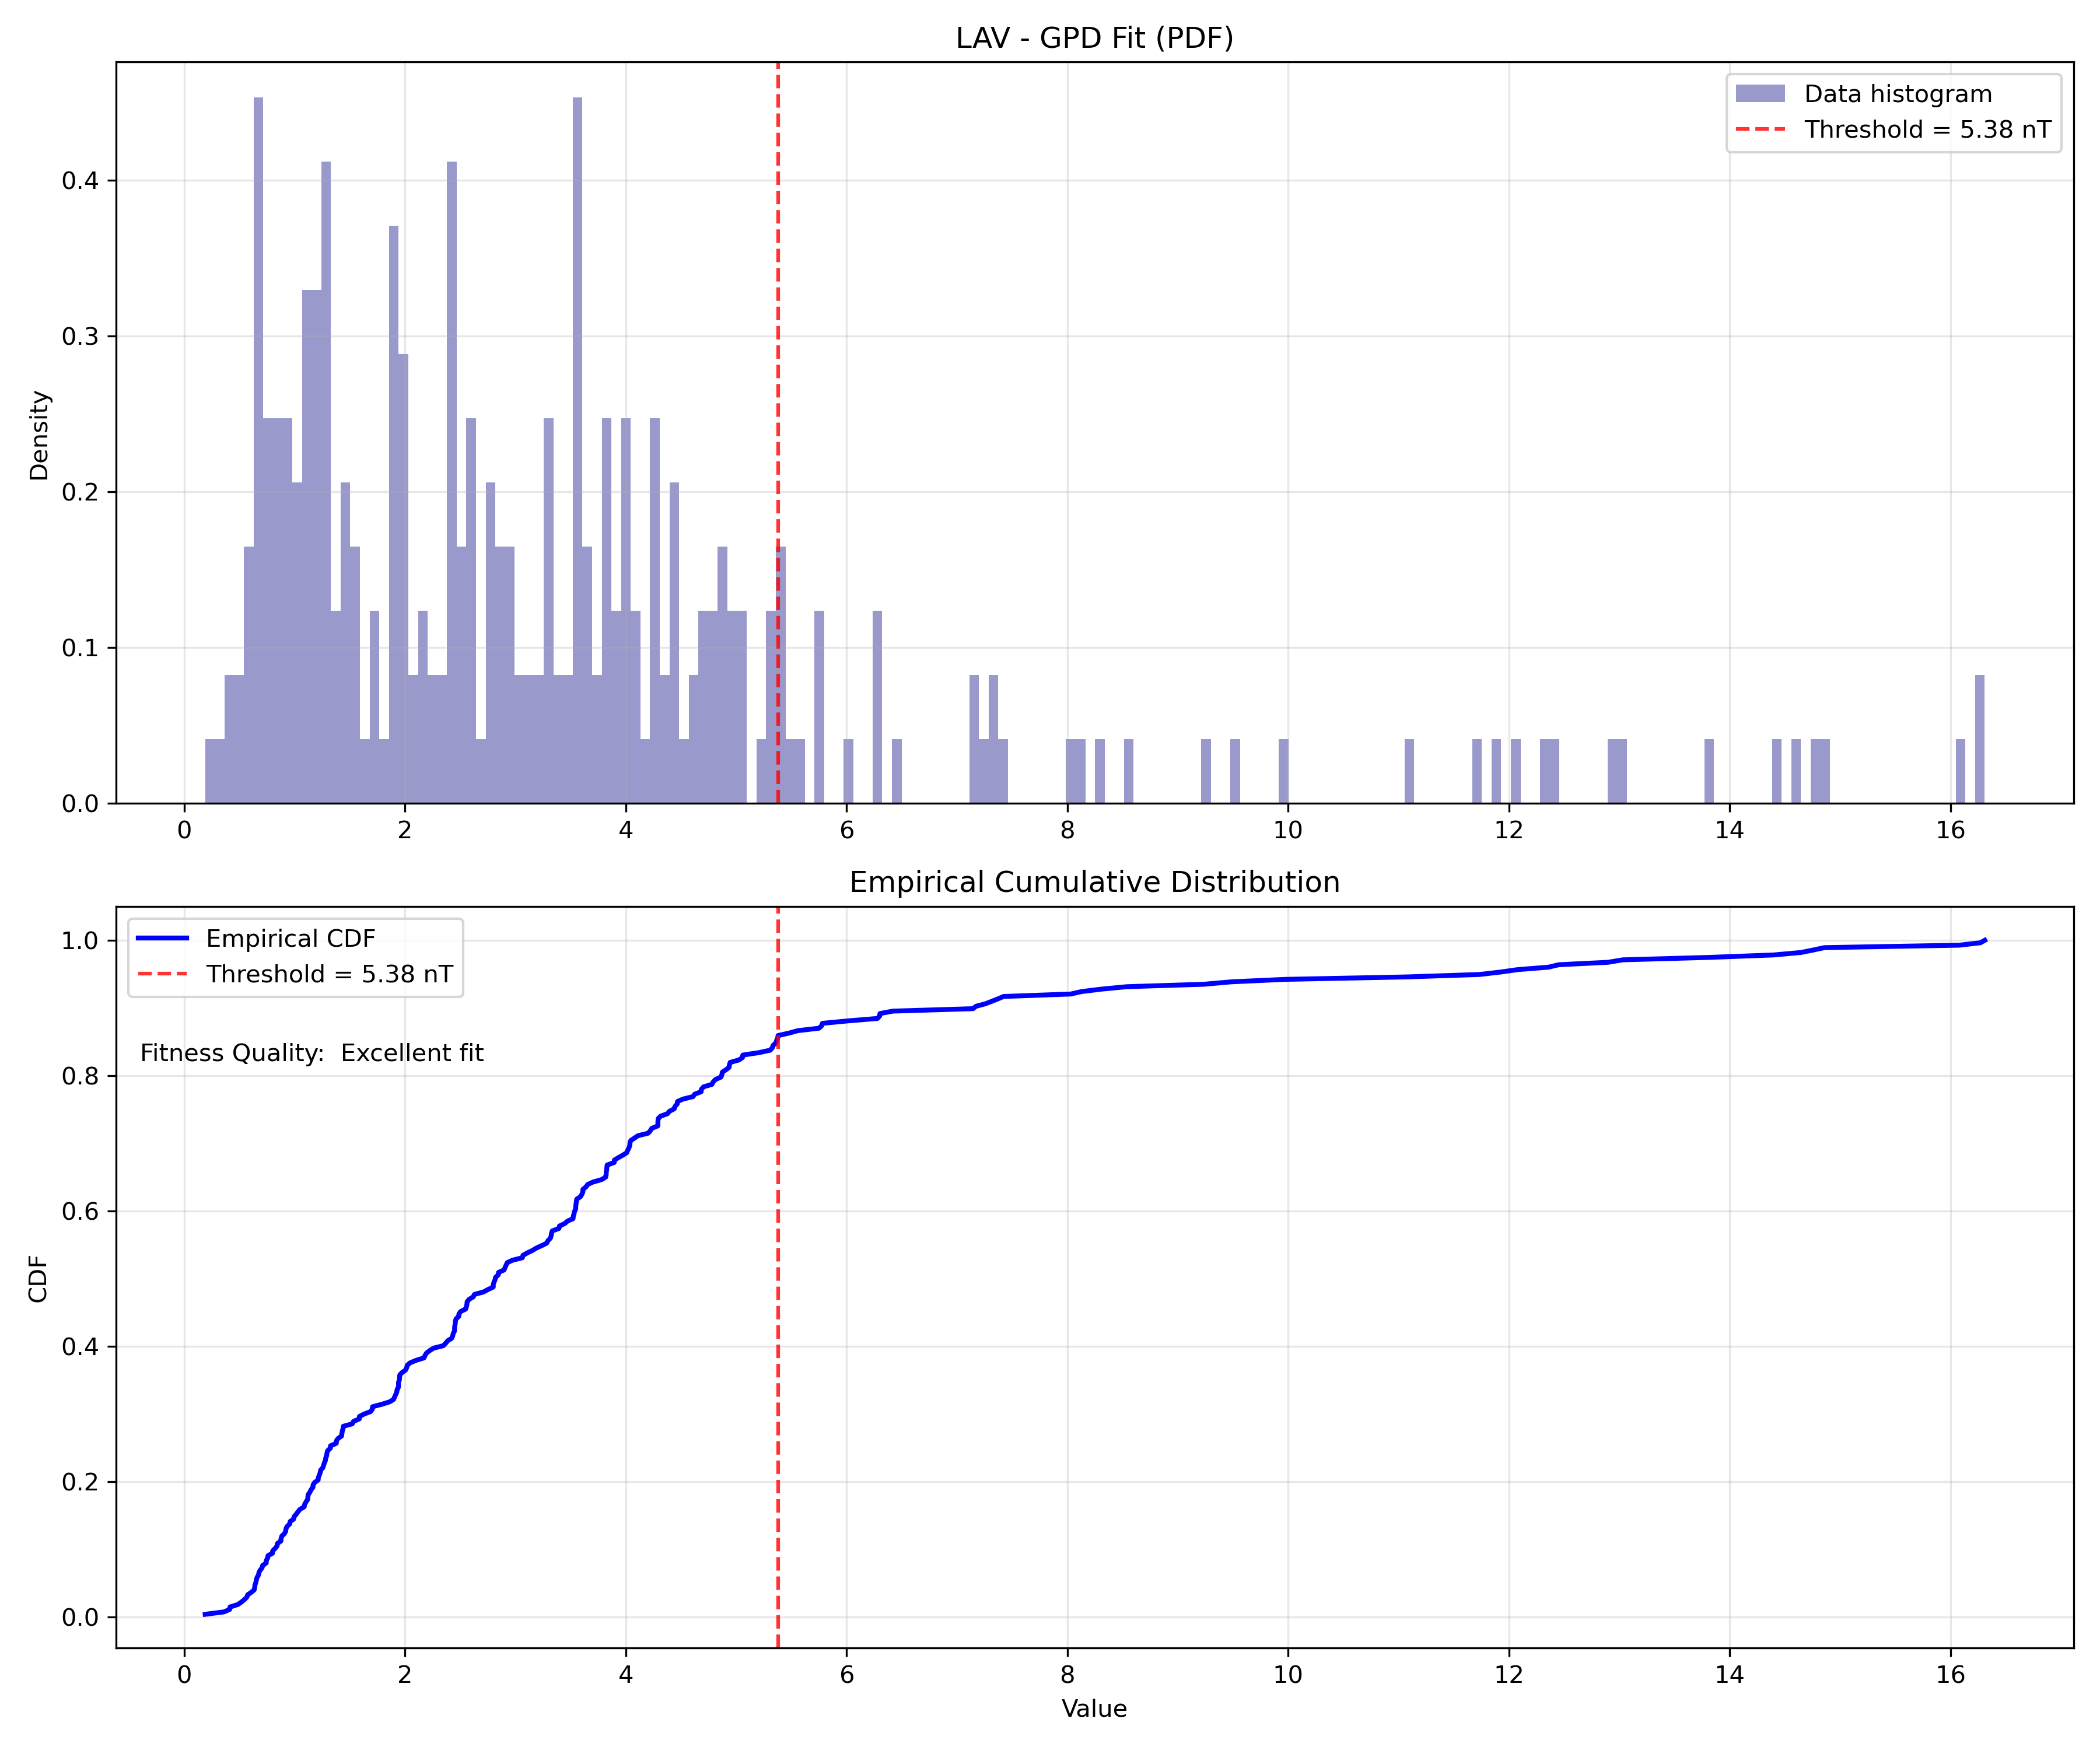 LAV - GPD Fit (PDF)
Data histogram
Threshold = 5.38 nT
Density
0.4
0.3
0.2
0.1
0.0
0 2 4 6 8 10 12 14 16
Empirical Cumulative Distribution
Empirical CDF
Threshold = 5.38 nT
Fitness Quality:  Excellent fit
CDF
1.0
0.8
0.6
0.4
0.2
0.0
0 2 4 6 8 10 12 14 16
Value